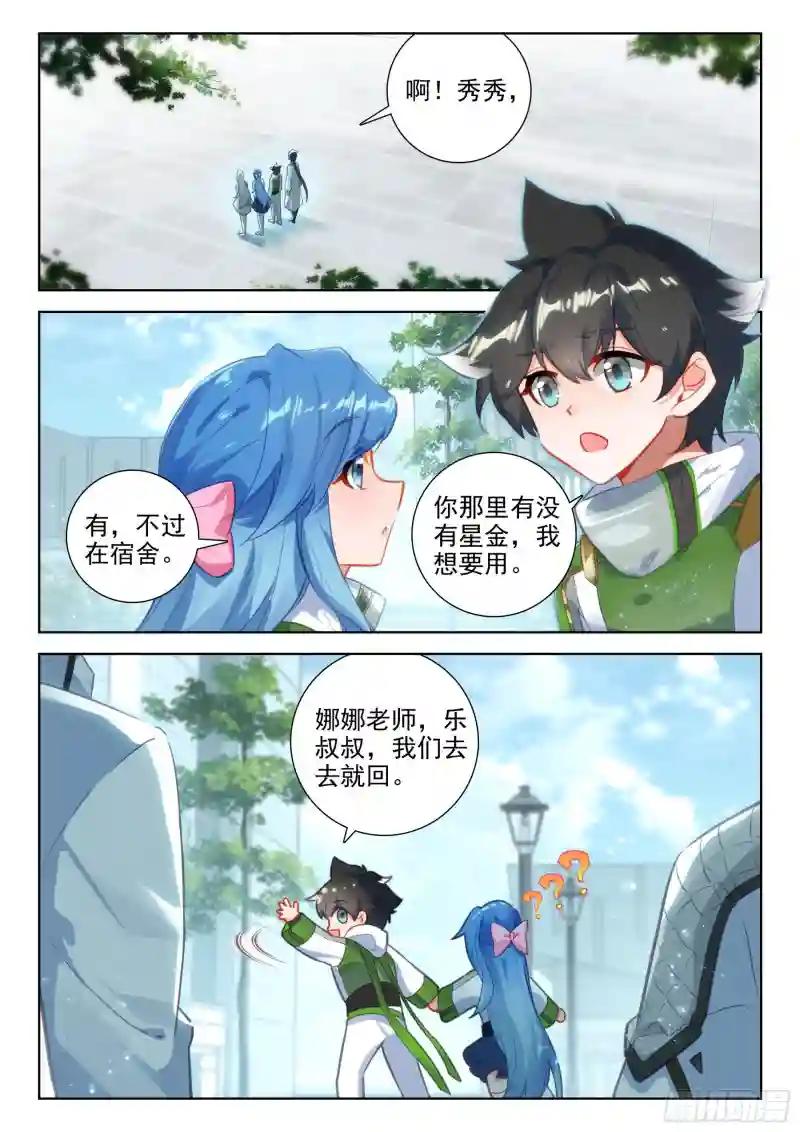 啊！秀秀，
你那里有没
有星金，我
想要用。
有，不过
在宿舍。
娜娜老师，乐
叔叔，我们去
去就回。